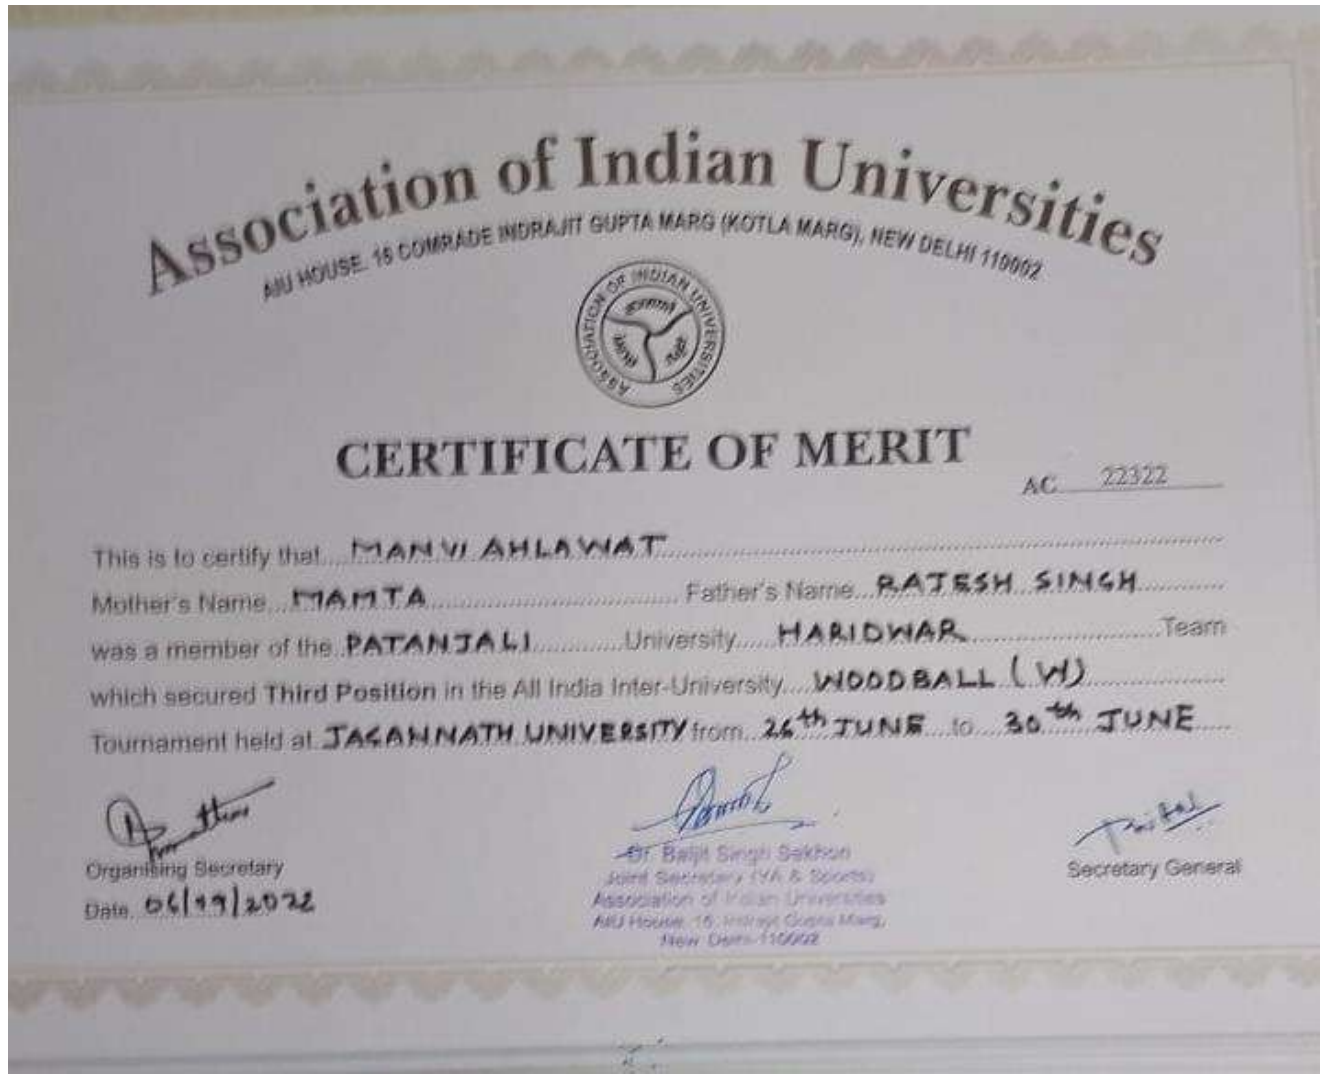 Association of Indian Universities
AIU HOUSE, 16 COMRADE INDRAJIT GUPTA MARG (KOTLA MARG), NEW DELHI 110002
ASSOCIATION OF INDIAN UNIVERSITIES
CERTIFICATE OF MERIT
AC 22322
This is to certify that MANVI AHLAWAT
Mother's Name MAMTA Father's Name RAJESH SINGH
was a member of the PATANJALI University HARIDWAR Team
which secured Third Position in the All India Inter-University WOODBALL (W)
Tournament held at JAGANNATH UNIVERSITY from 26th JUNE to 30th JUNE
Organising Secretary
Secretary General
Date 2022
Dr. Baljit Singh Sekhon
Joint Secretary (YA & Sports)
Association of Indian Universities
AIU House, 16, Indrajit Gupta Marg,
New Delhi-110002